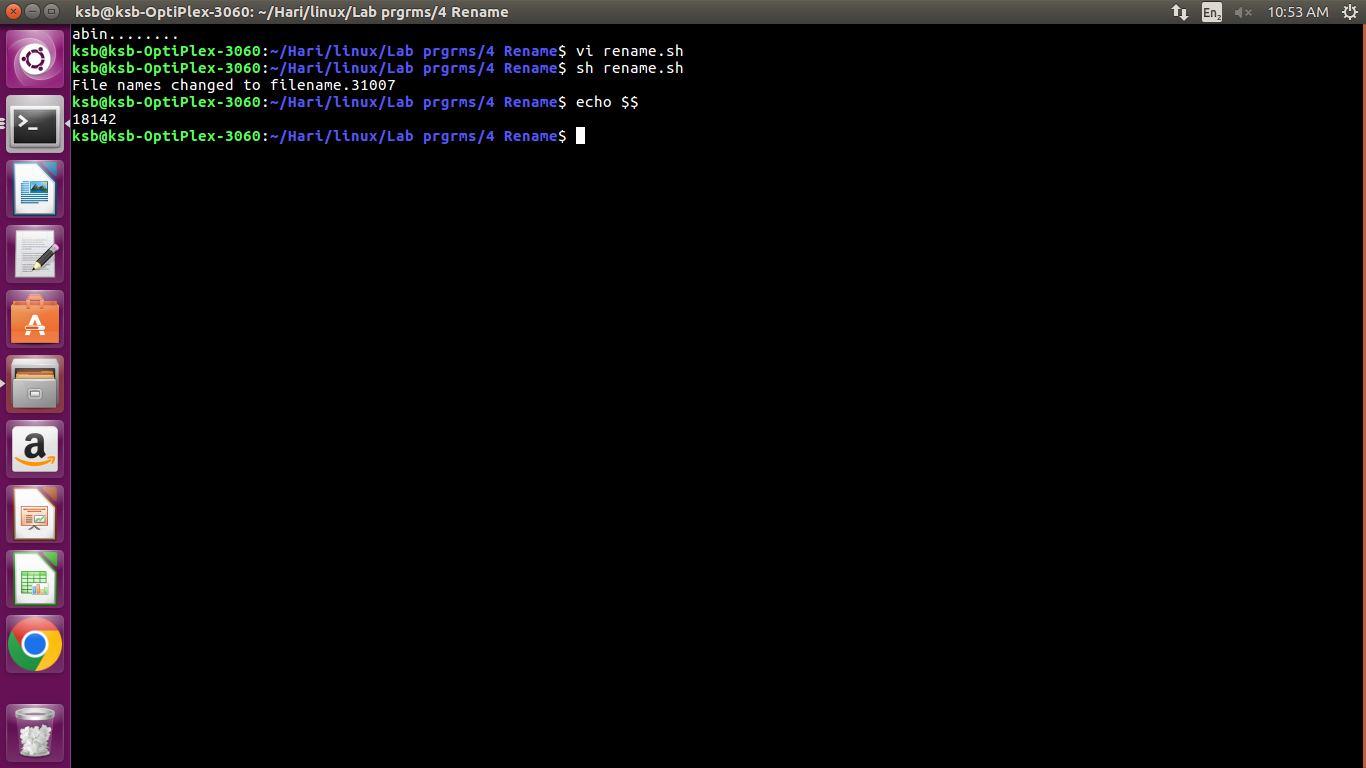 ksb@ksb-OptiPlex-3060: ~/Hari/linux/Lab prgrms/4 Rename
En2
10:53 AM
abin........
ksb@ksb-OptiPlex-3060:~/Hari/linux/Lab prgrms/4 Rename$ vi rename.sh
ksb@ksb-OptiPlex-3060:~/Hari/linux/Lab prgrms/4 Rename$ sh rename.sh
File names changed to filename.31007
ksb@ksb-OptiPlex-3060:~/Hari/linux/Lab prgrms/4 Rename$ echo $$
18142
ksb@ksb-OptiPlex-3060:~/Hari/linux/Lab prgrms/4 Rename$